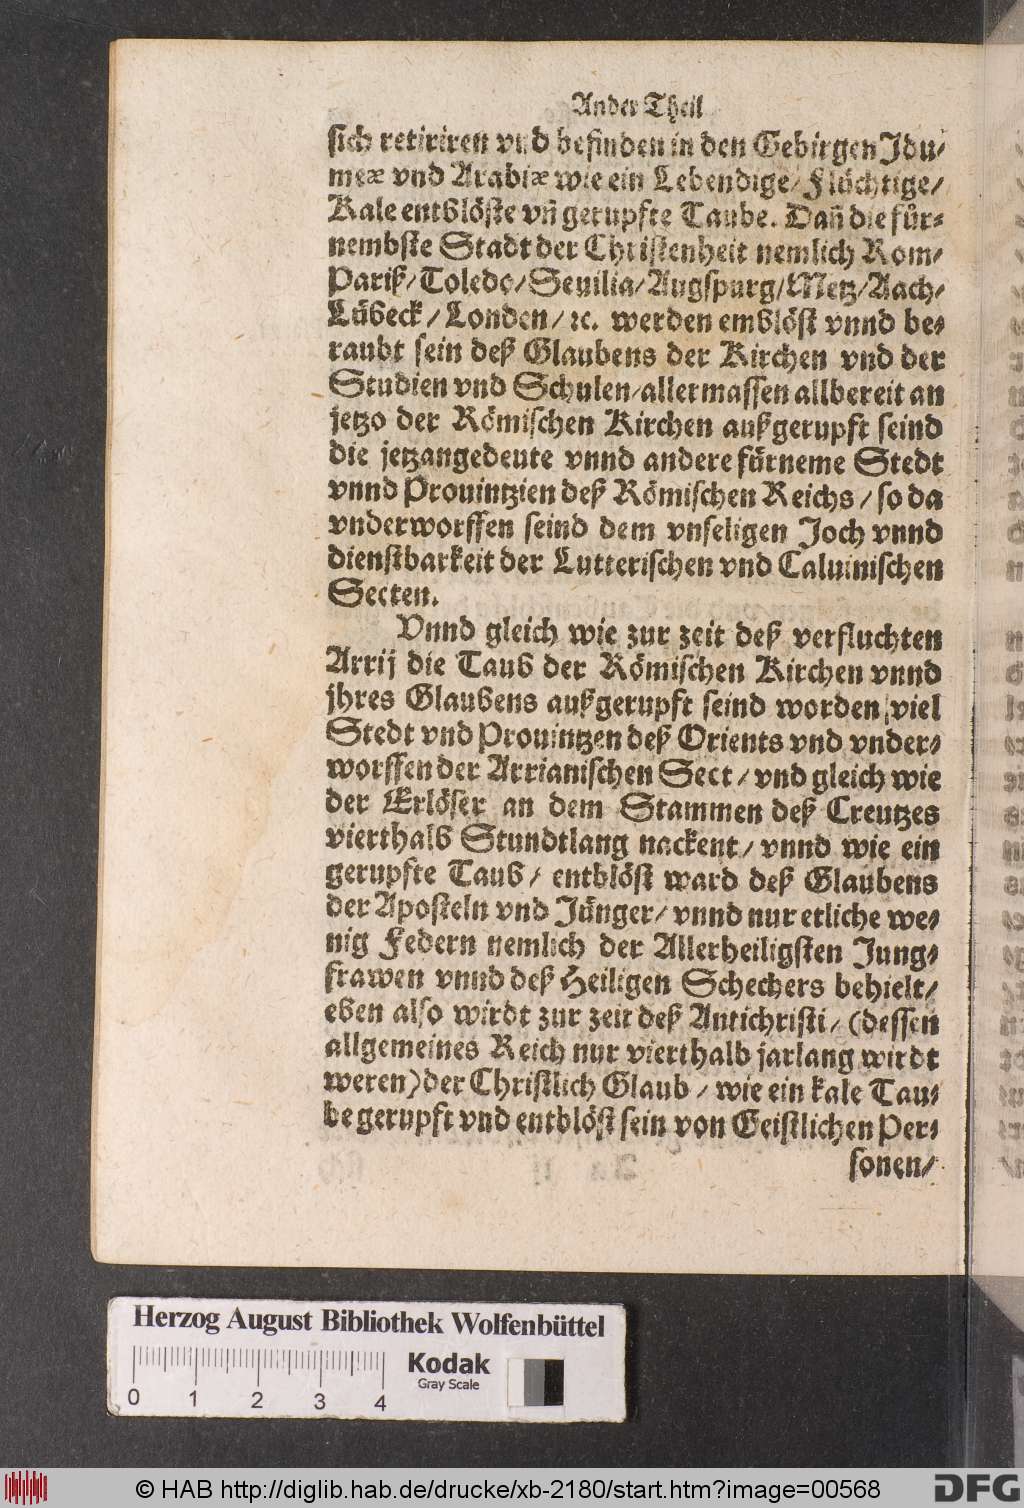 Ander Theil
sich retiriren vnd befinden in den Gebirgen Idu-
meæ vnd Arabiæ wie ein Lebendige/ Flüchtige/
Kale entblöste vñ gerupfte Taube. Dañ die für-
nembste Stadt der Christenheit nemlich Rom/
Pariß/ Toledo/ Seuilia/ Augspurg/ Metz/ Aach/
Lübeck/ Londen/ ꝛc. werden emblöst vnnd be-
raubt sein deß Glaubens der Kirchen vnd der
Studien vnd Schulen/ allermassen allbereit an
jetzo der Römischen Kirchen außgerupft seind
die jetzangedeute vnnd andere fürneme Stedt
vnnd Prouintzien deß Römischen Reichs/ so da
vnderworffen seind dem vnseligen Joch vnnd
dienstbarkeit der Lutterischen vnd Caluinischen
Secten.
Vnnd gleich wie zur zeit deß verfluchten
Arrij die Taub der Römischen Kirchen vnnd
jhres Glaubens außgerupft seind worden viel
Stedt vnd Prouintzen deß Orients vnd vnder-
worffen der Arrianischen Sect/ vnd gleich wie
der Erlöser an dem Stammen deß Creutzes
vierthalb Stundtlang nackent/ vnnd wie ein
gerupfte Taub/ entblöst ward deß Glaubens
der Aposteln vnd Jünger/ vnnd nur etliche we-
nig Federn nemlich der Allerheiligsten Jung-
frawen vnnd deß Heiligen Schechers behielt/
eben also wirdt zur zeit deß Antichristi/ (dessen
allgemeines Reich nur vierthalb jarlang wirdt
weren) der Christlich Glaub/ wie ein kale Tau-
be gerupft vnd entblöst sein von Geistlichen Per-
sonen/
Herzog August Bibliothek Wolfenbüttel
0 1 2 3 4
Kodak
Gray Scale
© HAB http://diglib.hab.de/drucke/xb-2180/start.htm?image=00568
DFG